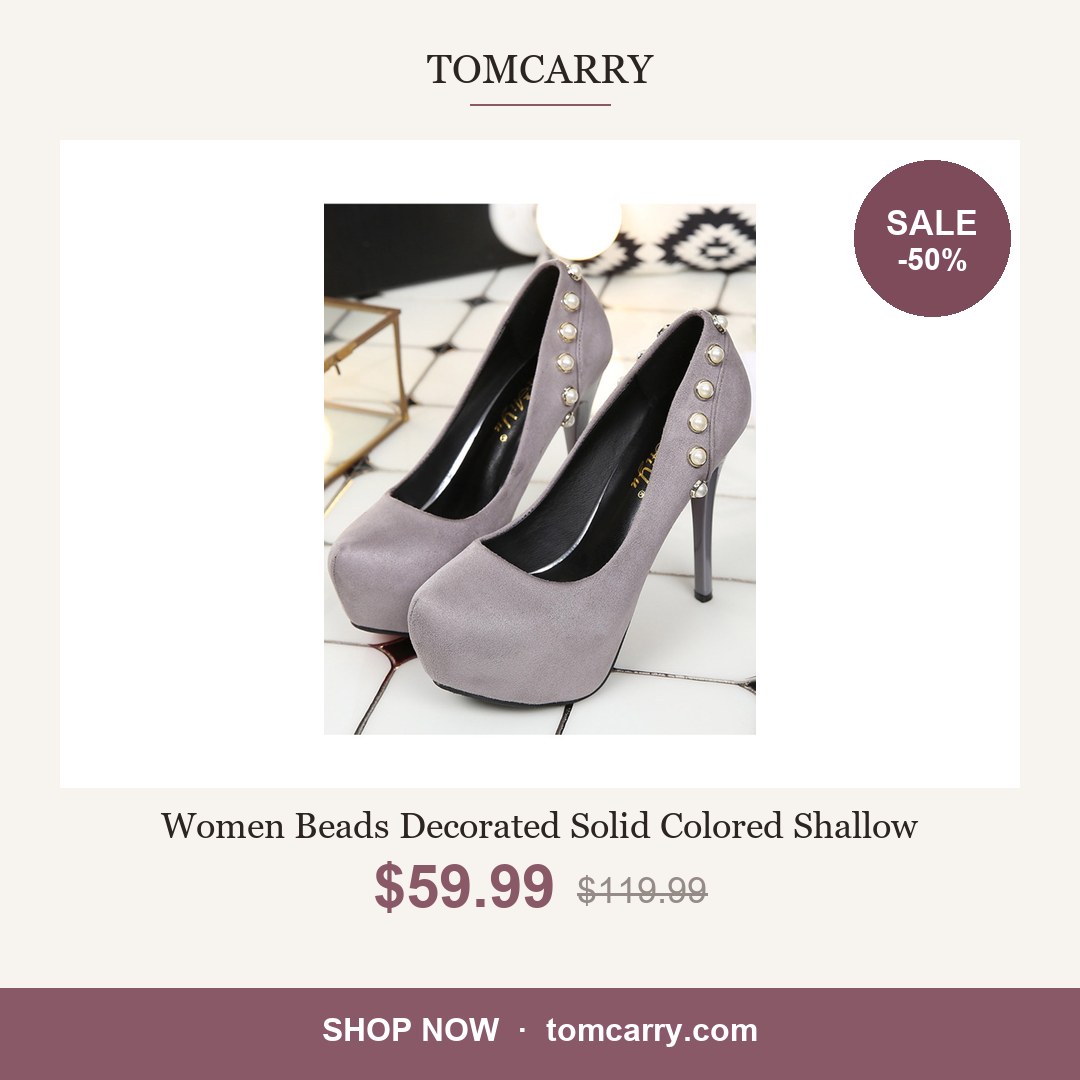 TOMCARRY
SALE
-50%
Women Beads Decorated Solid Colored Shallow
$59.99 $119.99
SHOP NOW · tomcarry.com